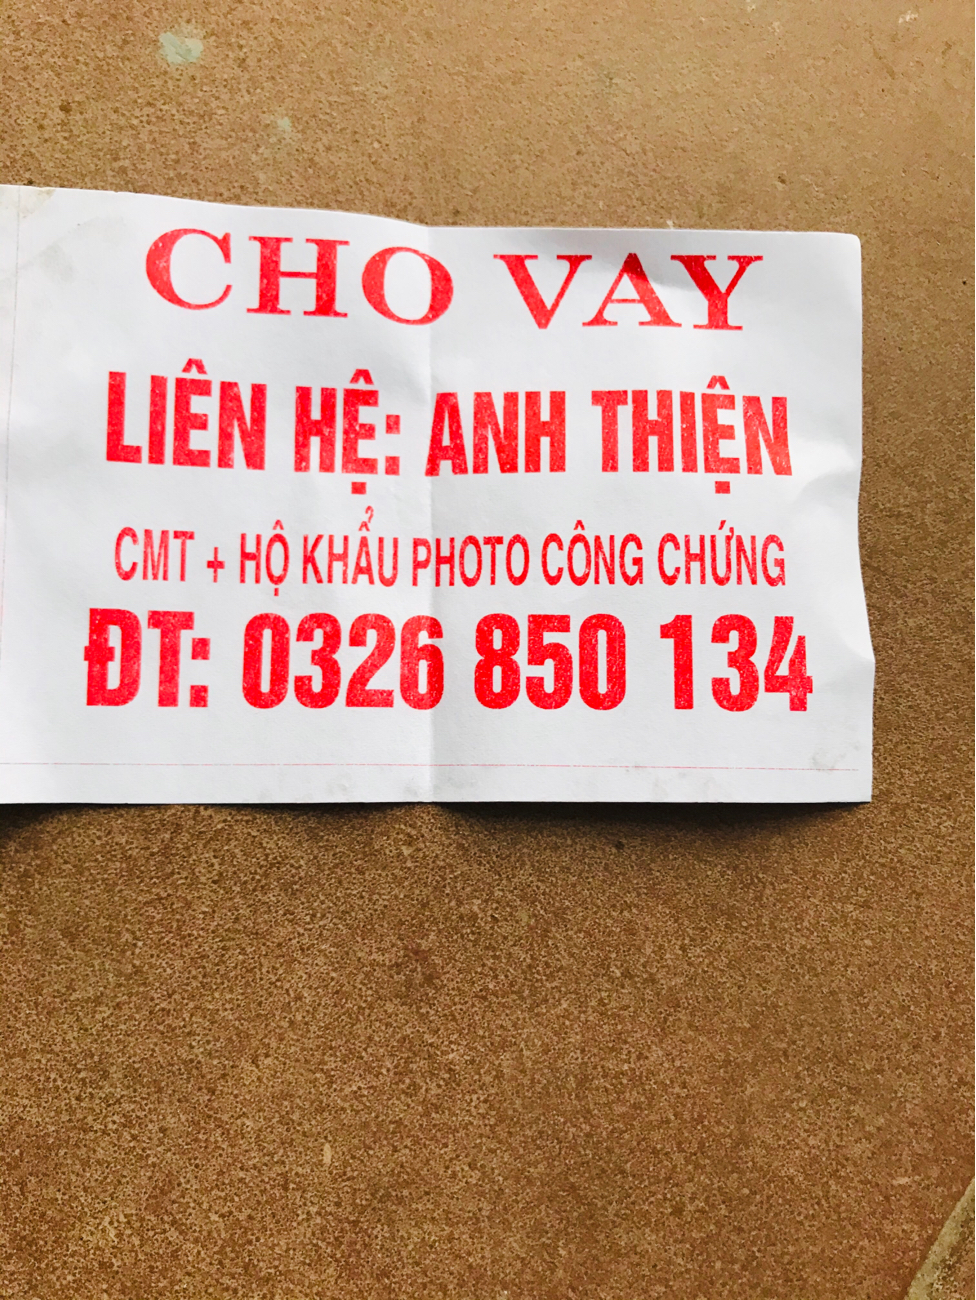 CHO VAY
LIÊN HỆ: ANH THIỆN
CMT + HỘ KHẨU PHOTO CÔNG CHỨNG
ĐT: 0326 850 134